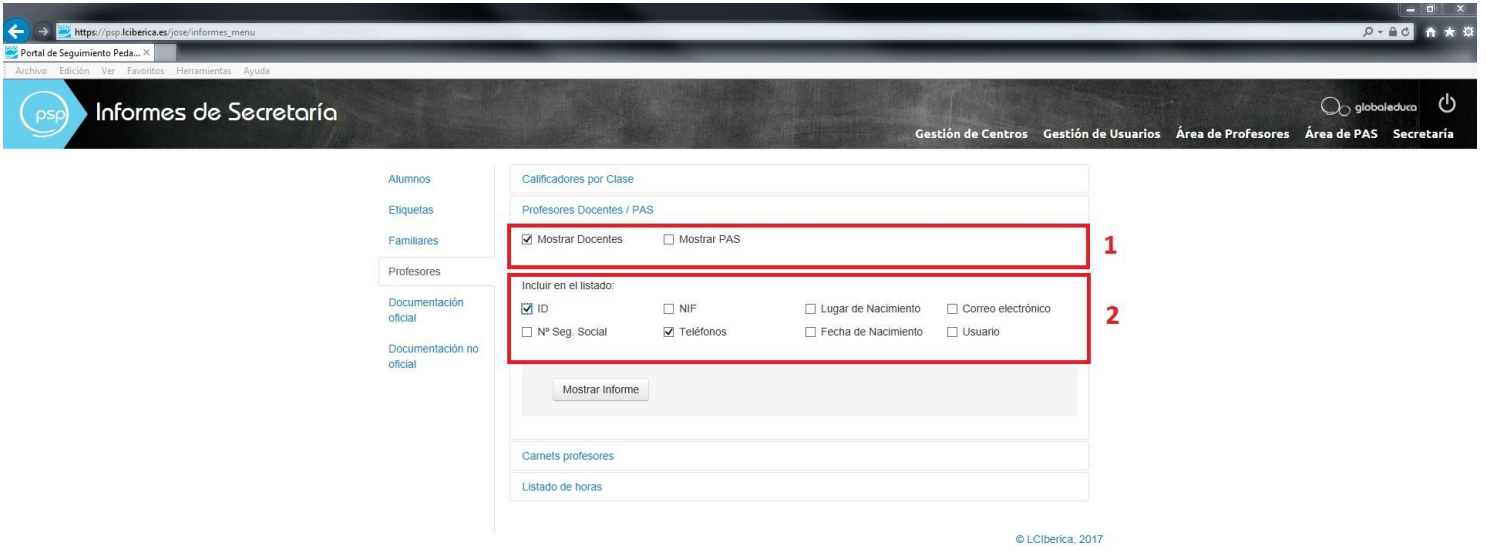 https://psp.lciberica.es/jose/informes_menu
Portal de Seguimiento Peda...
Archivo Edición Ver Favoritos Herramientas Ayuda
psp Informes de Secretaría
globaleduca
Gestión de Centros Gestión de Usuarios Área de Profesores Área de PAS Secretaría
Alumnos
Etiquetas
Familiares
Profesores
Documentación
oficial
Documentación no
oficial
Calificadores por Clase
Profesores Docentes / PAS
Mostrar Docentes Mostrar PAS
1
Incluir en el listado:
ID NIF Lugar de Nacimiento Correo electrónico
Nº Seg. Social Teléfonos Fecha de Nacimiento Usuario
2
Mostrar Informe
Carnets profesores
Listado de horas
© LCIberica, 2017